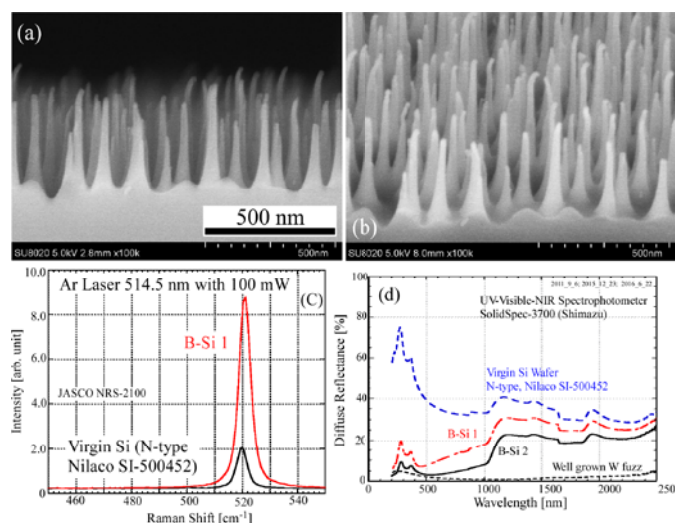 (a)
500 nm
SU8020 5.0kV 2.8mm x100k
500nm
(b)
SU8020 5.0kV 8.0mm x100k
500nm
(C)
Ar Laser 514.5 nm with 100 mW
B-Si 1
JASCO NRS-2100
Virgin Si (N-type
Nilaco SI-500452)
Intensity [arb. unit]
10.0
8.0
6.0
4.0
2.0
0
460
480
500
520
540
Raman Shift [cm-1]
(d)
2011_9_6; 2015_12_23; 2016_6_22
UV-Visible-NIR Spectrophotometer
SolidSpec-3700 (Shimazu)
Virgin Si Wafer
N-type, Nilaco SI-500452
B-Si 1
B-Si 2
Well grown W fuzz
Diffuse Reflectance [%]
100
80
60
40
20
0
0
500
1000
1500
2000
2500
Wavelength [nm]